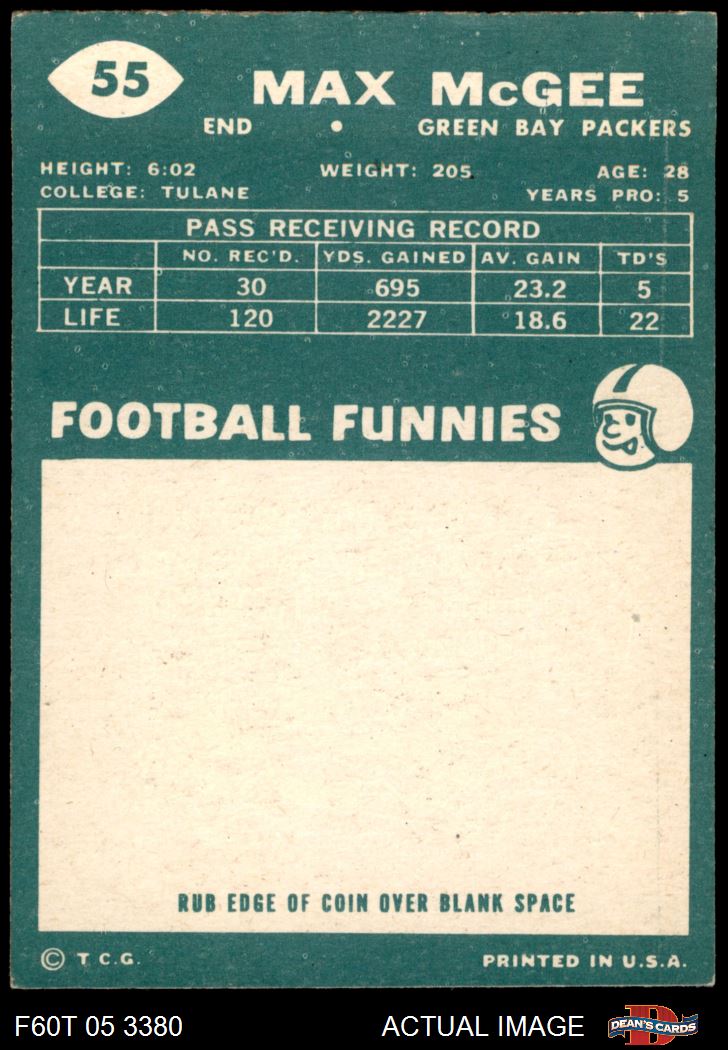 55
MAX McGEE
END • GREEN BAY PACKERS
HEIGHT: 6:02 WEIGHT: 205 AGE: 28
COLLEGE: TULANE YEARS PRO: 5
PASS RECEIVING RECORD
NO. REC'D. YDS. GAINED AV. GAIN TD'S
YEAR 30 695 23.2 5
LIFE 120 2227 18.6 22
FOOTBALL FUNNIES
RUB EDGE OF COIN OVER BLANK SPACE
© T.C.G. PRINTED IN U.S.A.
F60T 05 3380 ACTUAL IMAGE DEAN'S CARDS